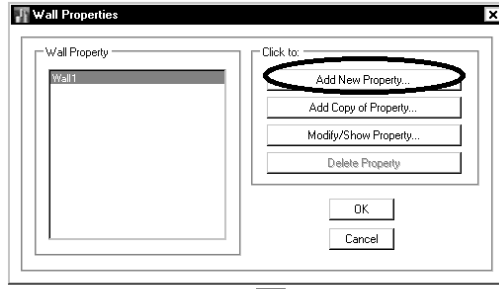 Wall Properties
Wall Property
Wall1
Click to:
Add New Property...
Add Copy of Property...
Modify/Show Property...
Delete Property
OK
Cancel